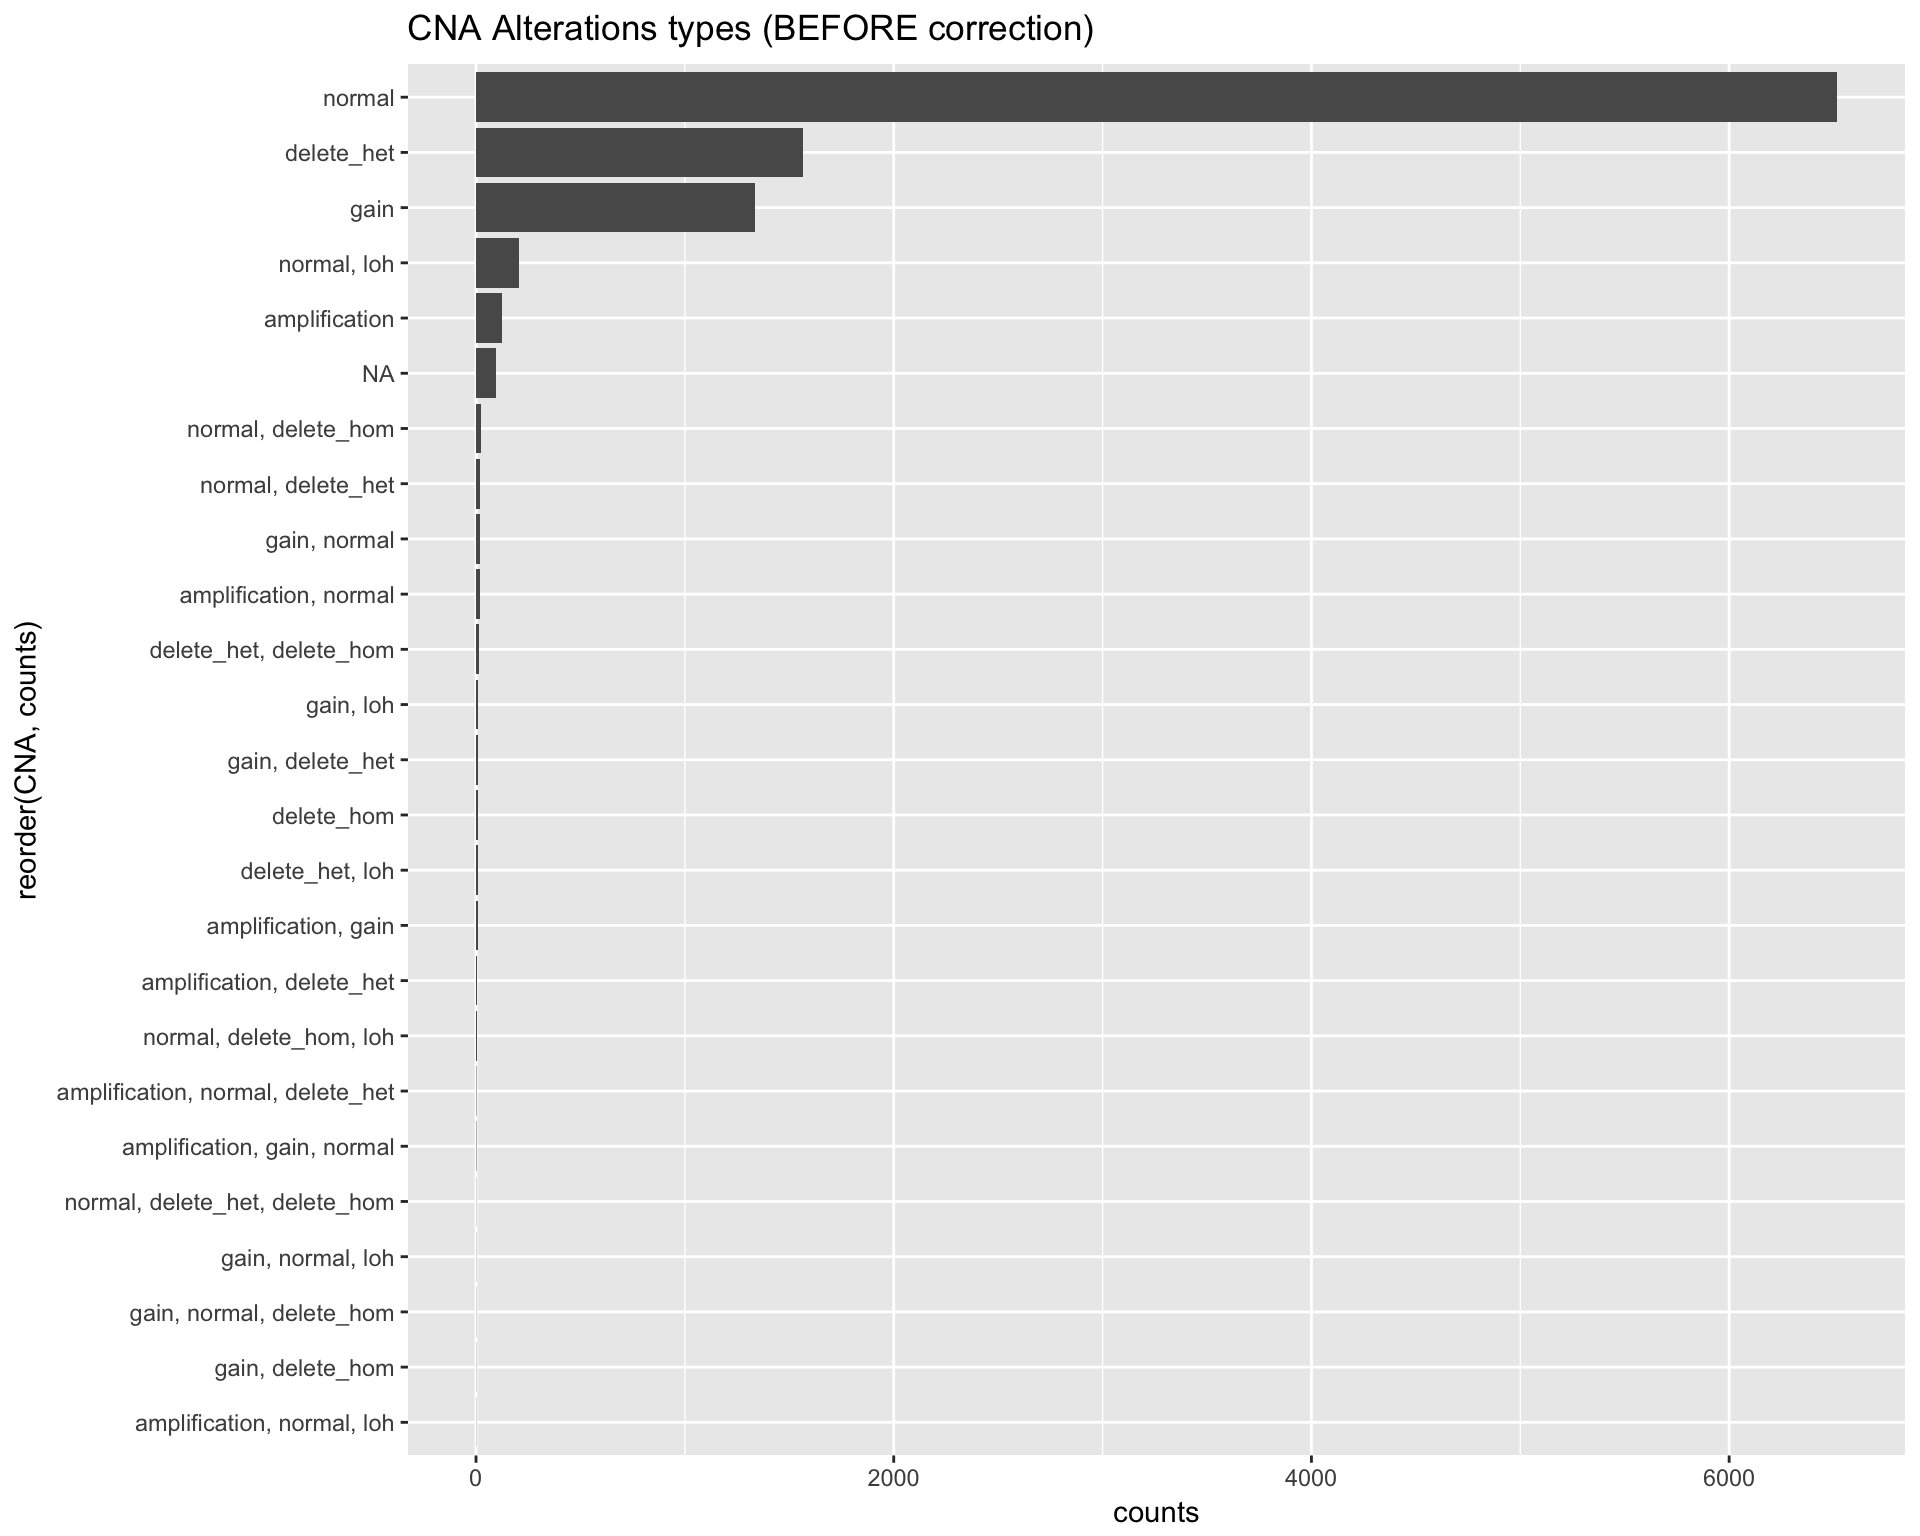 CNA Alterations types (BEFORE correction)
normal
delete_het
gain
normal, loh
amplification
NA
normal, delete_hom
normal, delete_het
gain, normal
amplification, normal
delete_het, delete_hom
gain, loh
gain, delete_het
delete_hom
delete_het, loh
amplification, gain
amplification, delete_het
normal, delete_hom, loh
amplification, normal, delete_het
amplification, gain, normal
normal, delete_het, delete_hom
gain, normal, loh
gain, normal, delete_hom
gain, delete_hom
amplification, normal, loh
reorder(CNA, counts)
0 2000 4000 6000
counts